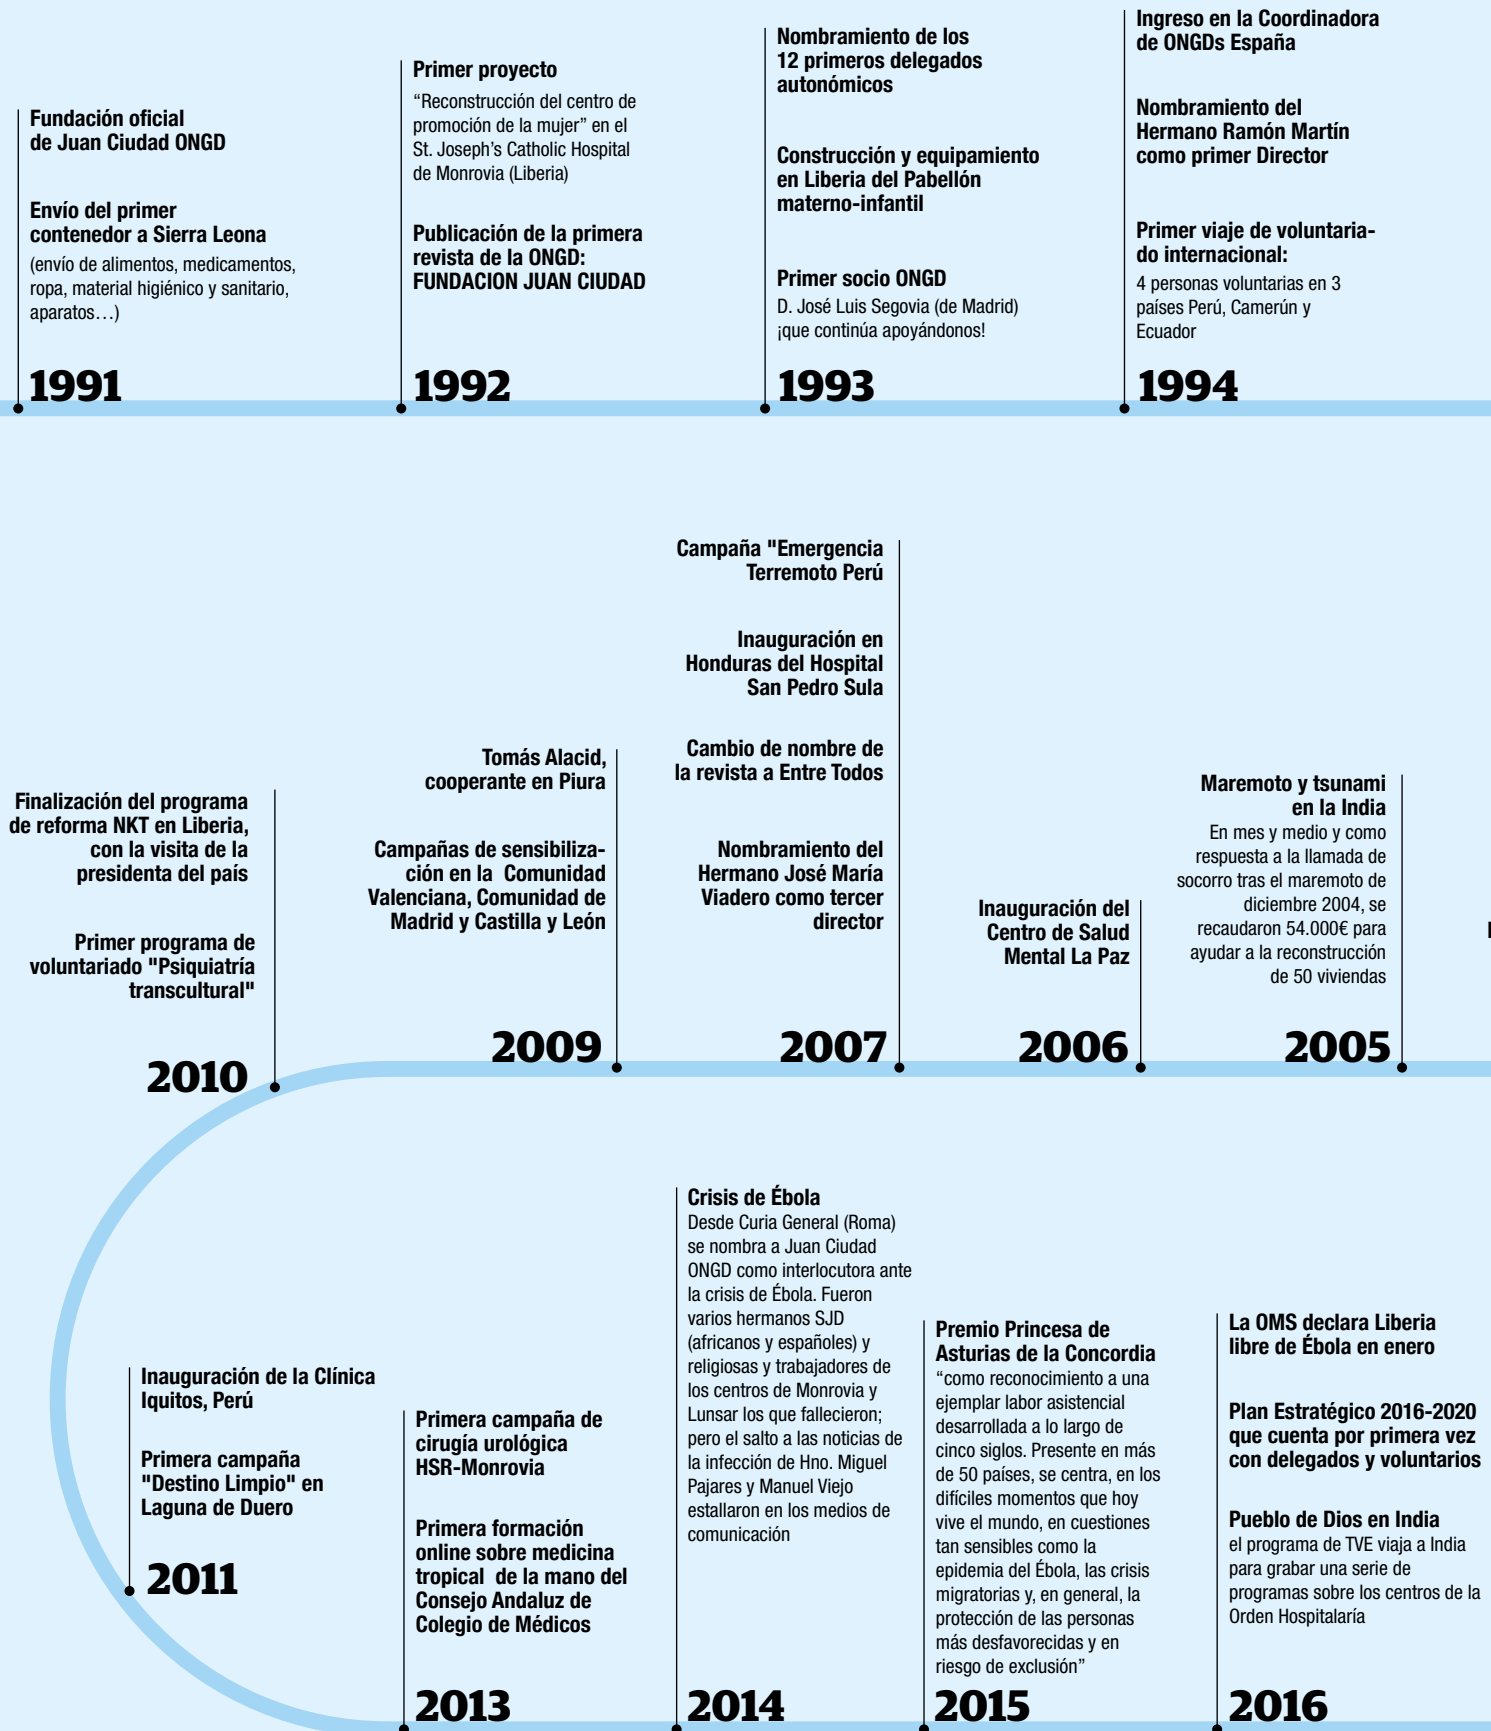 Fundación oficial
de Juan Ciudad ONGD
Envío del primer
contenedor a Sierra Leona
(envío de alimentos, medicamentos,
ropa, material higiénico y sanitario,
aparatos…)
1991
Primer proyecto
“Reconstrucción del centro de
promoción de la mujer” en el
St. Joseph’s Catholic Hospital
de Monrovia (Liberia)
Publicación de la primera
revista de la ONGD:
FUNDACION JUAN CIUDAD
1992
Nombramiento de los
12 primeros delegados
autonómicos
Construcción y equipamiento
en Liberia del Pabellón
materno-infantil
Primer socio ONGD
D. José Luis Segovia (de Madrid)
¡que continúa apoyándonos!
1993
Ingreso en la Coordinadora
de ONGDs España
Nombramiento del
Hermano Ramón Martín
como primer Director
Primer viaje de voluntaria-
do internacional:
4 personas voluntarias en 3
países Perú, Camerún y
Ecuador
1994
Maremoto y tsunami
en la India
En mes y medio y como
respuesta a la llamada de
socorro tras el maremoto de
diciembre 2004, se
recaudaron 54.000€ para
ayudar a la reconstrucción
de 50 viviendas
2005
Inauguración del
Centro de Salud
Mental La Paz
2006
Campaña "Emergencia
Terremoto Perú
Inauguración en
Honduras del Hospital
San Pedro Sula
Cambio de nombre de
la revista a Entre Todos
Nombramiento del
Hermano José María
Viadero como tercer
director
2007
Tomás Alacid,
cooperante en Piura
Campañas de sensibiliza-
ción en la  Comunidad
Valenciana, Comunidad de
Madrid y Castilla y León
2009
Finalización del programa
de reforma NKT en Liberia,
con la visita de la
presidenta del país
Primer programa de
voluntariado "Psiquiatría
transcultural"
2010
Inauguración de la Clínica
Iquitos, Perú
Primera campaña
"Destino Limpio" en
Laguna de Duero
2011
Primera campaña de
cirugía urológica
HSR-Monrovia
Primera formación
online sobre medicina
tropical  de la mano del
Consejo Andaluz de
Colegio de Médicos
2013
Crisis de Ébola
Desde Curia General (Roma)
se nombra a Juan Ciudad
ONGD como interlocutora ante
la crisis de Ébola. Fueron
varios hermanos SJD
(africanos y españoles) y
religiosas y trabajadores de
los centros de Monrovia y
Lunsar los que fallecieron;
pero el salto a las noticias de
la infección de Hno. Miguel
Pajares y Manuel Viejo
estallaron en los medios de
comunicación
2014
Premio Princesa de
Asturias de la Concordia
“como reconocimiento a una
ejemplar labor asistencial
desarrollada a lo largo de
cinco siglos. Presente en más
de 50 países, se centra, en los
difíciles momentos que hoy
vive el mundo, en cuestiones
tan sensibles como la
epidemia del Ébola, las crisis
migratorias y, en general, la
protección de las personas
más desfavorecidas y en
riesgo de exclusión”
2015
La OMS declara Liberia
libre de Ébola en enero
Plan Estratégico 2016-2020
que cuenta por primera vez
con delegados y voluntarios
Pueblo de Dios en India
el programa de TVE viaja a India
para grabar una serie de
programas sobre los centros de la
Orden Hospitalaría
2016